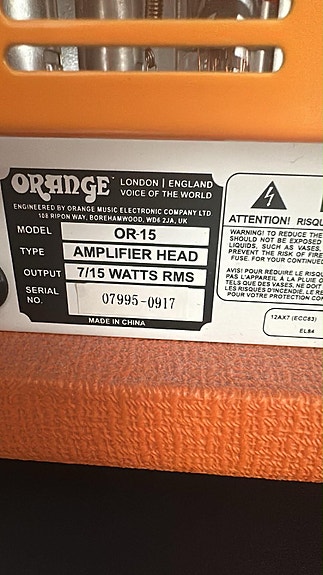 ORANGE LONDON | ENGLAND
VOICE OF THE WORLD
ENGINEERED BY ORANGE MUSIC ELECTRONIC COMPANY LTD
108 RIPON WAY, BOREHAMWOOD, WD6 2JA, UK
MODEL OR-15
TYPE AMPLIFIER HEAD
OUTPUT 7/15 WATTS RMS
SERIAL NO. 07995-0917
MADE IN CHINA
ATTENTION!
WARNING! TO REDUCE THE
SHOULD NOT BE EXPOSED
LIQUIDS, SUCH AS VASES,
PREVENT THE RISK OF FIRE
FUSE. FOR YOUR CONTINUE
AVIS! POUR REDUIRE LE
PAS L'APPAREIL A LA PLUIE
TELS QUE DES VASES, NE DOIT
LES RISQUES D'INCENDIE, LE
POUR VOTRE PROTECTION
12AX7 (ECC83)
EL84